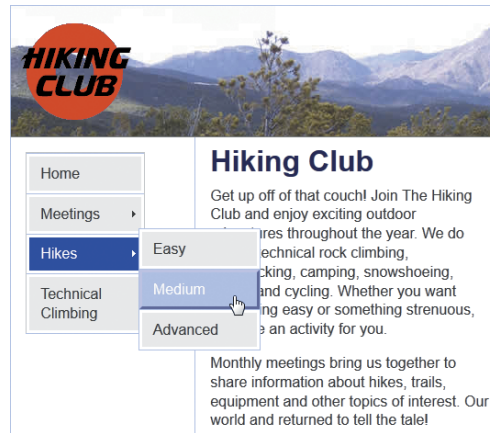 HIKING
CLUB
Home
Meetings
Hikes
Technical
Climbing
Easy
Medium
Advanced
Hiking Club
Get up off of that couch! Join The Hiking
Club and enjoy exciting outdoor
throughout the year. We do
technical rock climbing,
camping, snowshoeing,
and cycling. Whether you want
easy or something strenuous,
an activity for you.
Monthly meetings bring us together to
share information about hikes, trails,
equipment and other topics of interest. Our
world and returned to tell the tale!